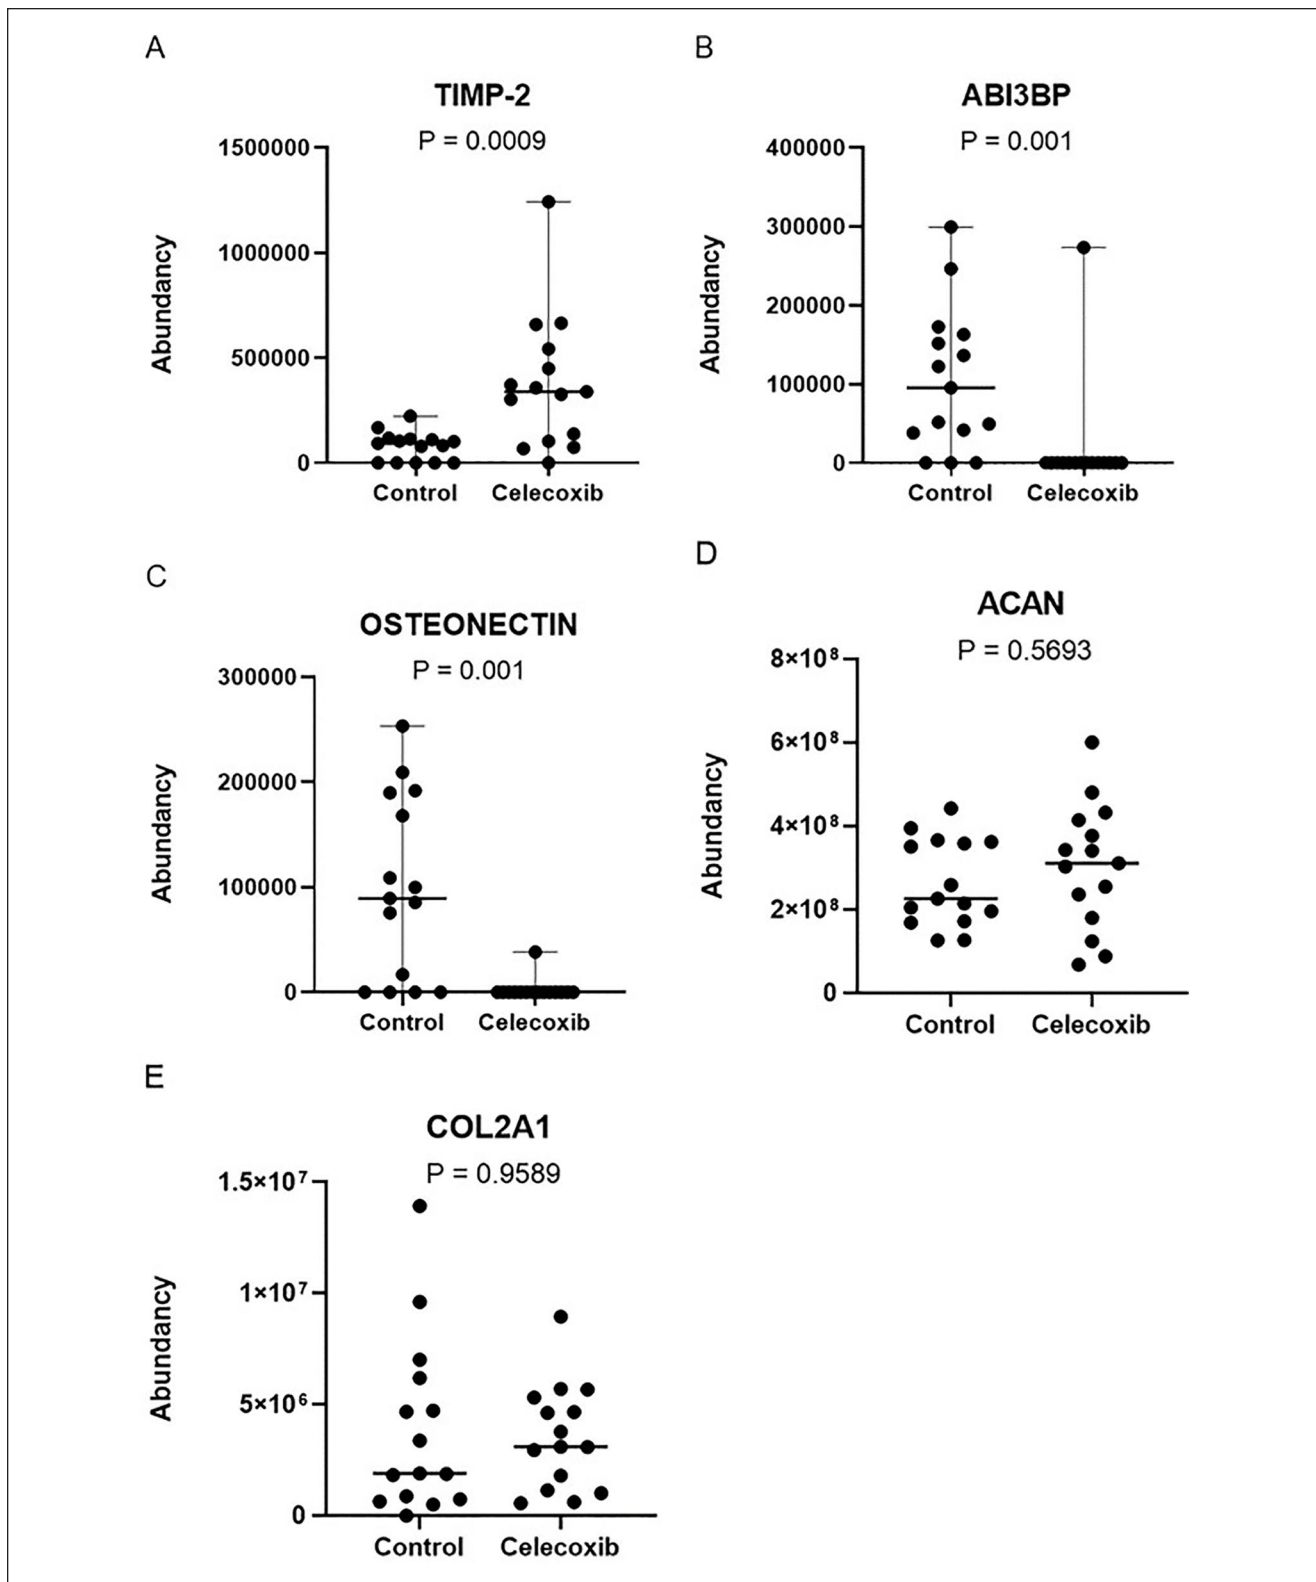 A
TIMP-2
P = 0.0009
Abundancy
1500000
1000000
500000
0
Control Celecoxib
B
ABI3BP
P = 0.001
Abundancy
400000
300000
200000
100000
0
Control Celecoxib
C
OSTEONECTIN
P = 0.001
Abundancy
300000
200000
100000
0
Control Celecoxib
D
ACAN
P = 0.5693
Abundancy
8×10⁸
6×10⁸
4×10⁸
2×10⁸
0
Control Celecoxib
E
COL2A1
P = 0.9589
Abundancy
1.5×10⁷
1×10⁷
5×10⁶
0
Control Celecoxib